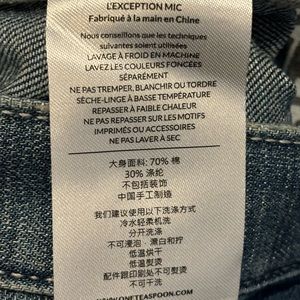 L'EXCEPTION MIC
Fabriqué à la main en Chine
Nous conseillons que les techniques
suivantes soient utilisées
LAVAGE À FROID EN MACHINE
LAVEZ LES COULEURS FONCÉES
SÉPARÉMENT
NE PAS TREMPER, BLANCHIR OU TORDRE
SÈCHE-LINGE À BASSE TEMPÉRATURE
REPASSER À FAIBLE CHALEUR
NE PAS REPASSER SUR LES MOTIFS
IMPRIMÉS OU ACCESSOIRES
NE PAS LAVER À SEC
大身面料: 70% 棉
30% 涤纶
不包括装饰
中国手工制造
我们建议使用以下洗涤方式
冷水轻柔机洗
分开洗涤
不可浸泡﹑漂白和拧
低温烘干
低温熨烫
配件跟印刷处不可熨烫
不可干洗
ONETEASPOON.COM